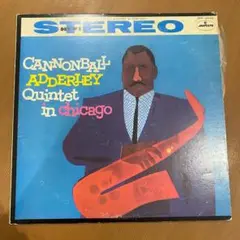 STEREO
CANNONBALL
ADDERLEY
Quintet
in chicago